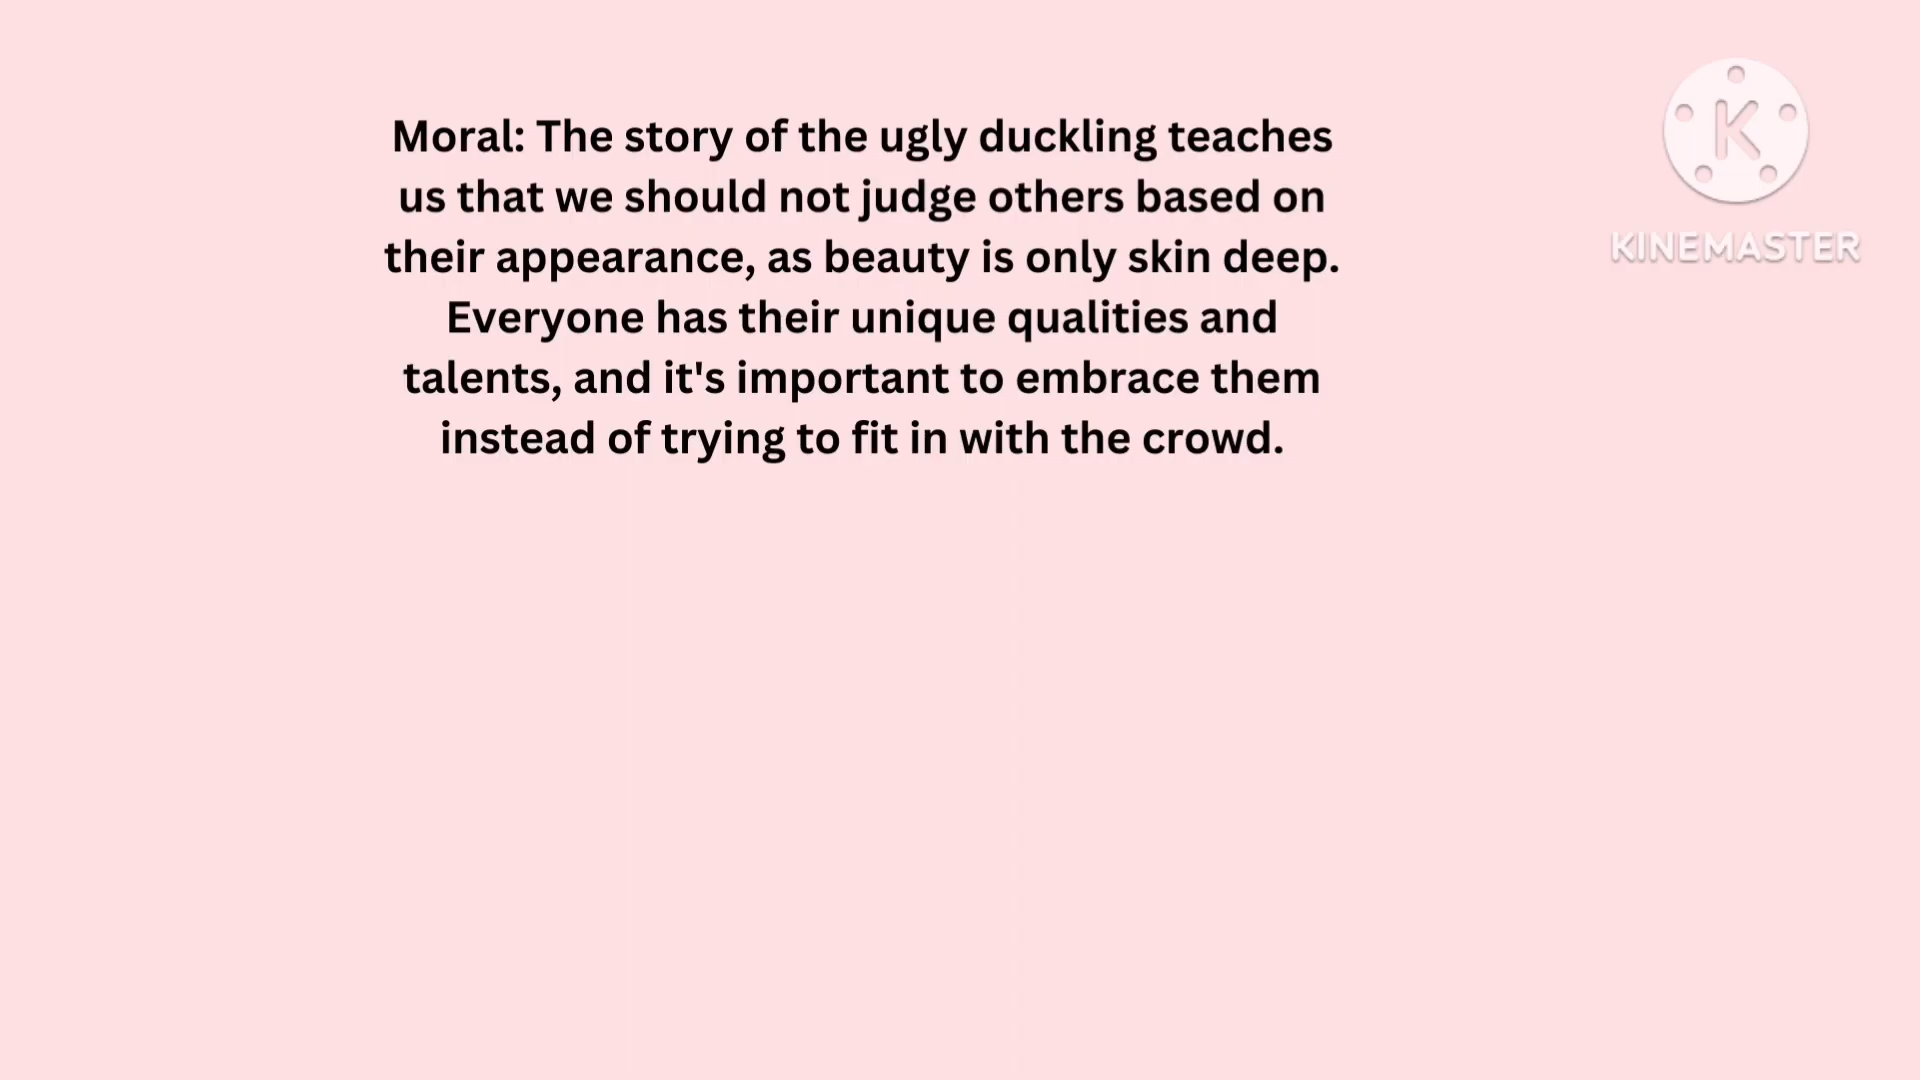 Moral: The story of the ugly duckling teaches
us that we should not judge others based on
their appearance, as beauty is only skin deep.
Everyone has their unique qualities and
talents, and it's important to embrace them
instead of trying to fit in with the crowd.
K
KINEMASTER